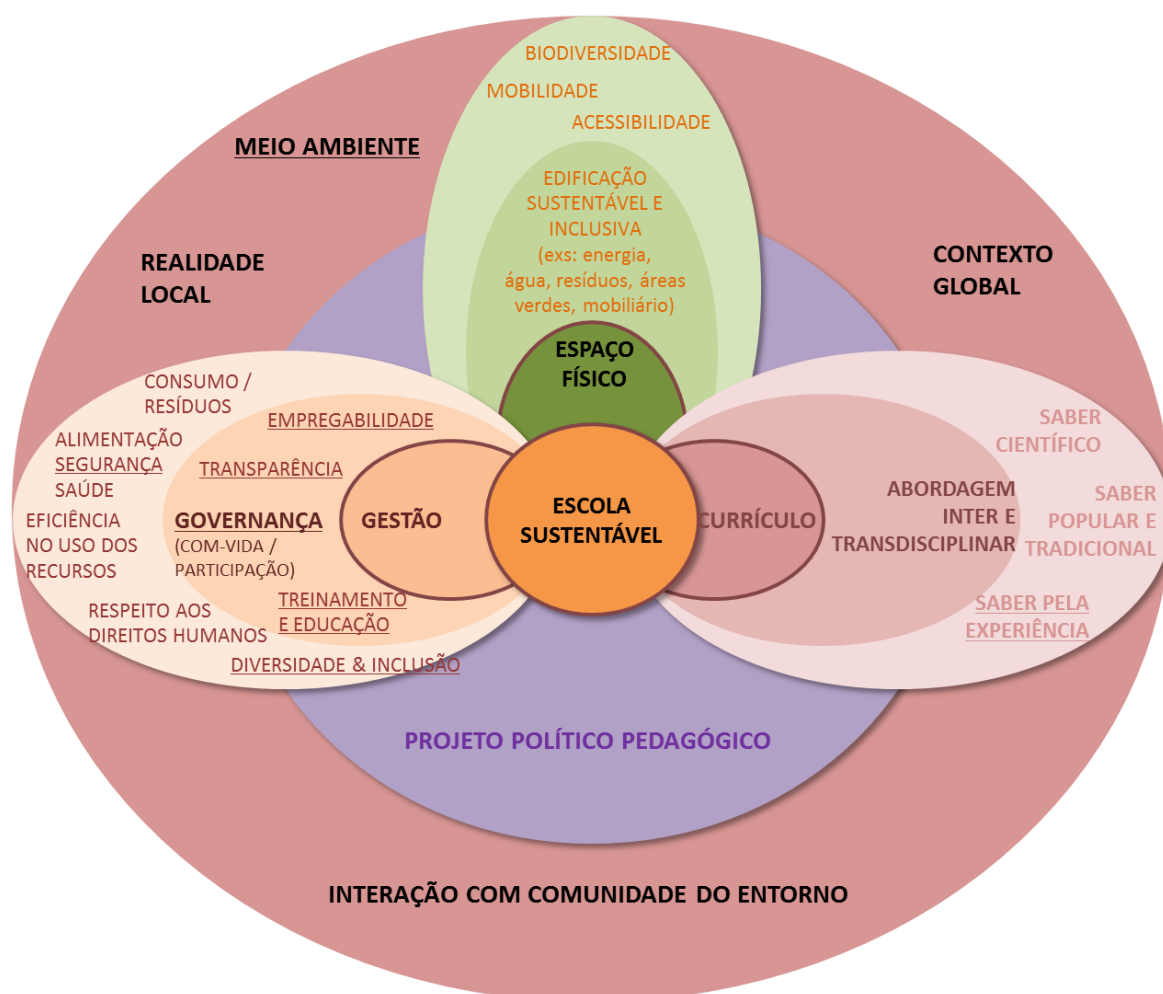 BIODIVERSIDADE
MOBILIDADE
ACESSIBILIDADE
MEIO AMBIENTE
EDIFICAÇÃO
SUSTENTÁVEL E
INCLUSIVA
(exs: energia,
água, resíduos, áreas
verdes, mobiliário)
REALIDADE
LOCAL
CONTEXTO
GLOBAL
ESPAÇO
FÍSICO
CONSUMO /
RESÍDUOS
EMPREGABILIDADE
ALIMENTAÇÃO
SEGURANÇA
SAÚDE
TRANSPARÊNCIA
EFICIÊNCIA
NO USO DOS
RECURSOS
GOVERNANÇA
(COM-VIDA /
PARTICIPAÇÃO)
GESTÃO
ESCOLA
SUSTENTÁVEL
CURRÍCULO
ABORDAGEM
INTER E
TRANSDISCIPLINAR
SABER
CIENTÍFICO
SABER
POPULAR E
TRADICIONAL
SABER PELA
EXPERIÊNCIA
RESPEITO AOS
DIREITOS HUMANOS
TREINAMENTO
E EDUCAÇÃO
DIVERSIDADE & INCLUSÃO
PROJETO POLÍTICO PEDAGÓGICO
INTERAÇÃO COM COMUNIDADE DO ENTORNO